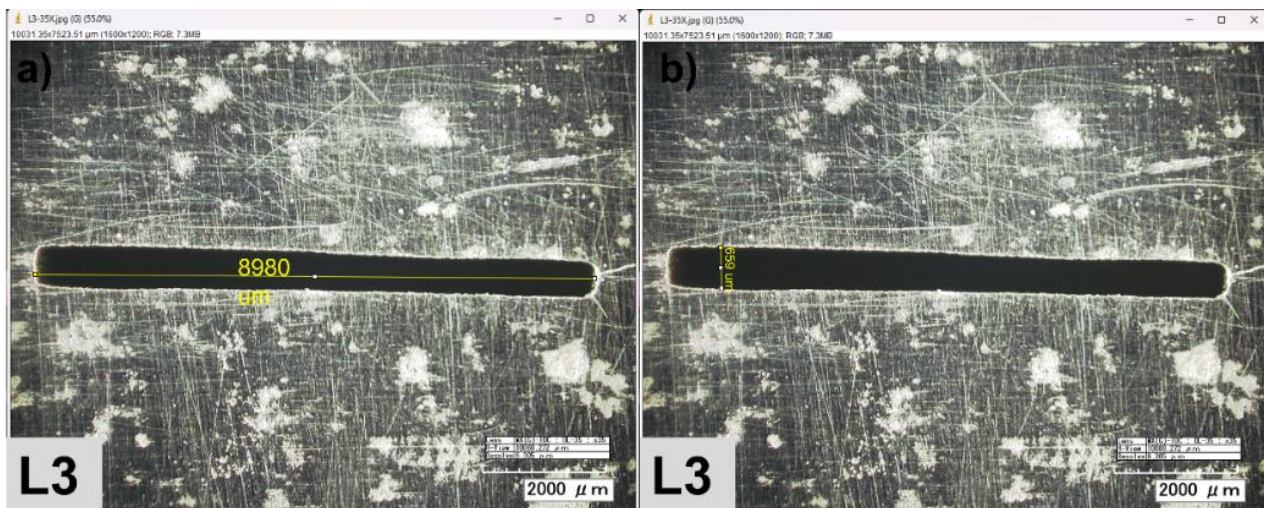 L3-35X.jpg (G) (55.0%)
10031.35x7523.51 µm (1600x1200); RGB; 7.3MB
a)
8980
um
L3
2000 μm
L3-35X.jpg (G) (55.0%)
10031.35x7523.51 µm (1600x1200); RGB; 7.3MB
b)
659 um
L3
2000 μm